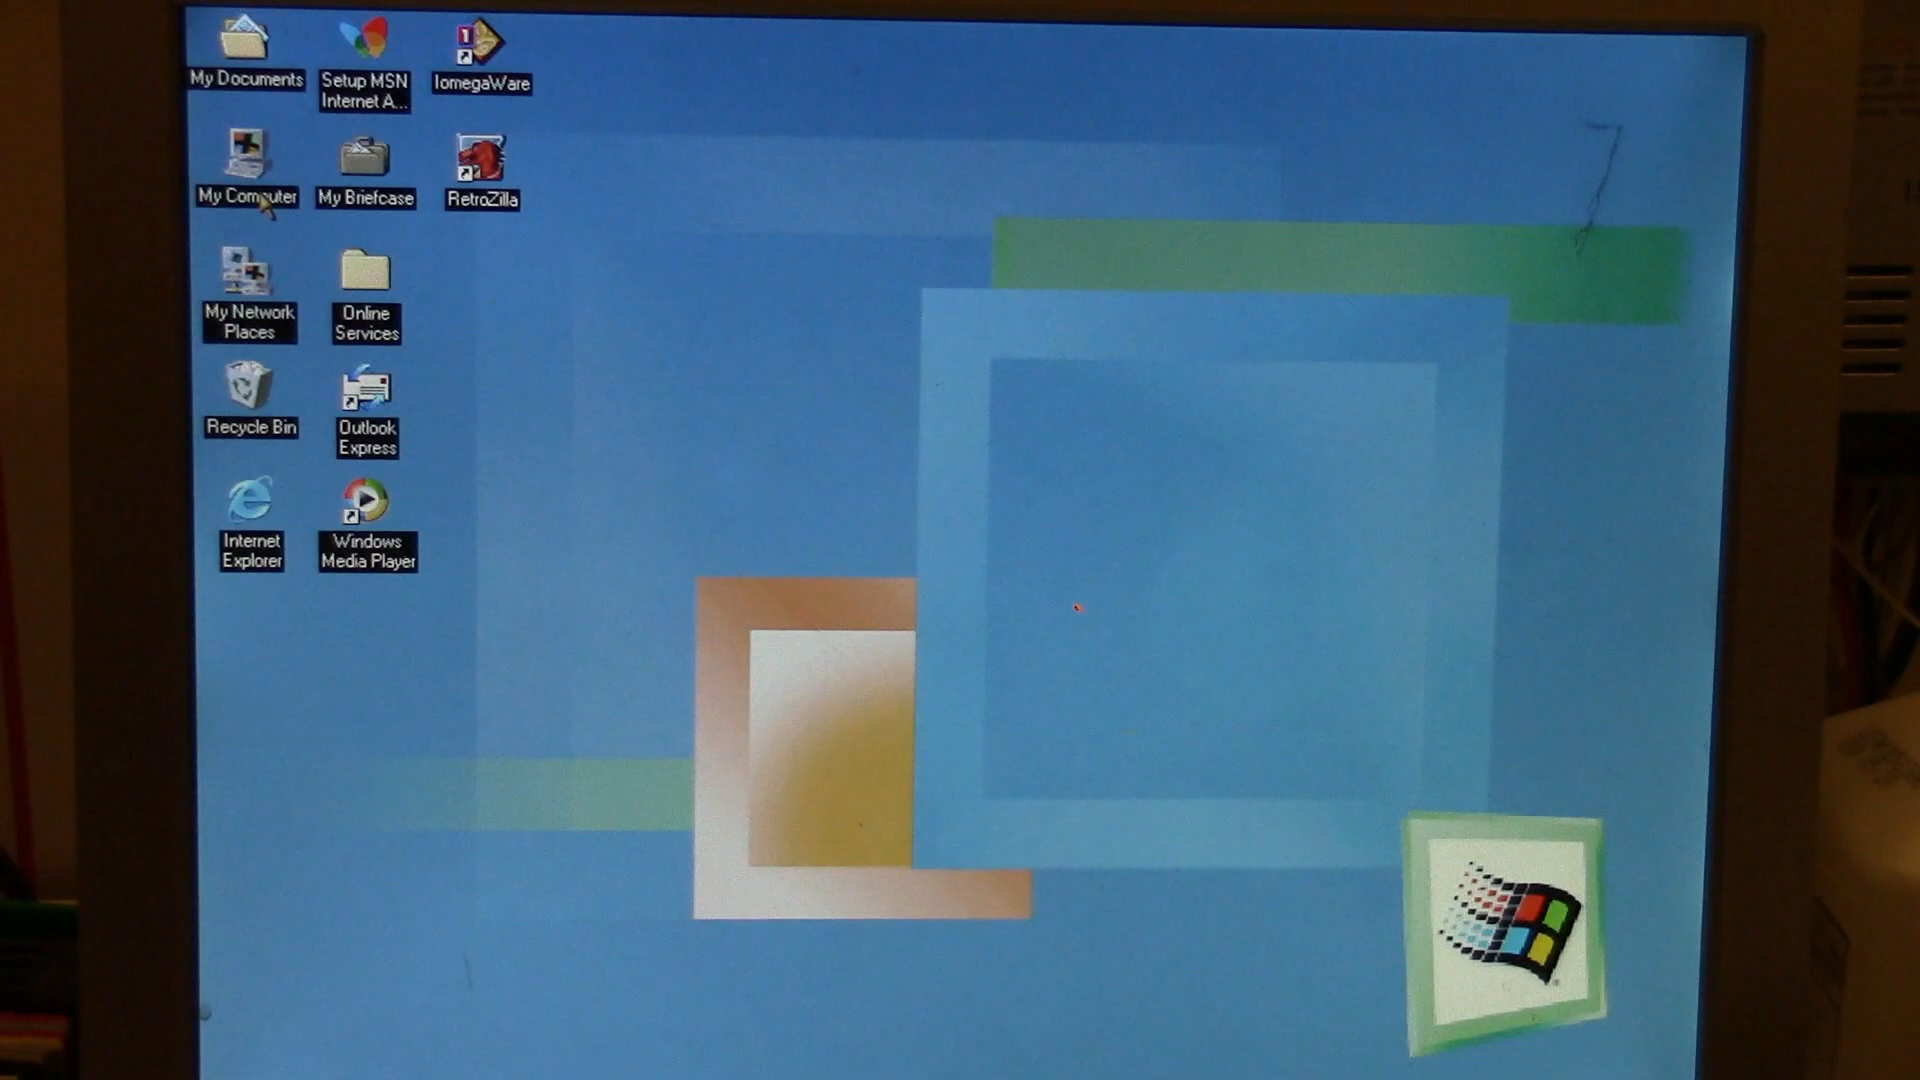 My Documents
Setup MSN
Internet A...
IomegaWare
My Computer
My Briefcase
RetroZilla
My Network
Places
Online
Services
Recycle Bin
Outlook
Express
Internet
Explorer
Windows
Media Player